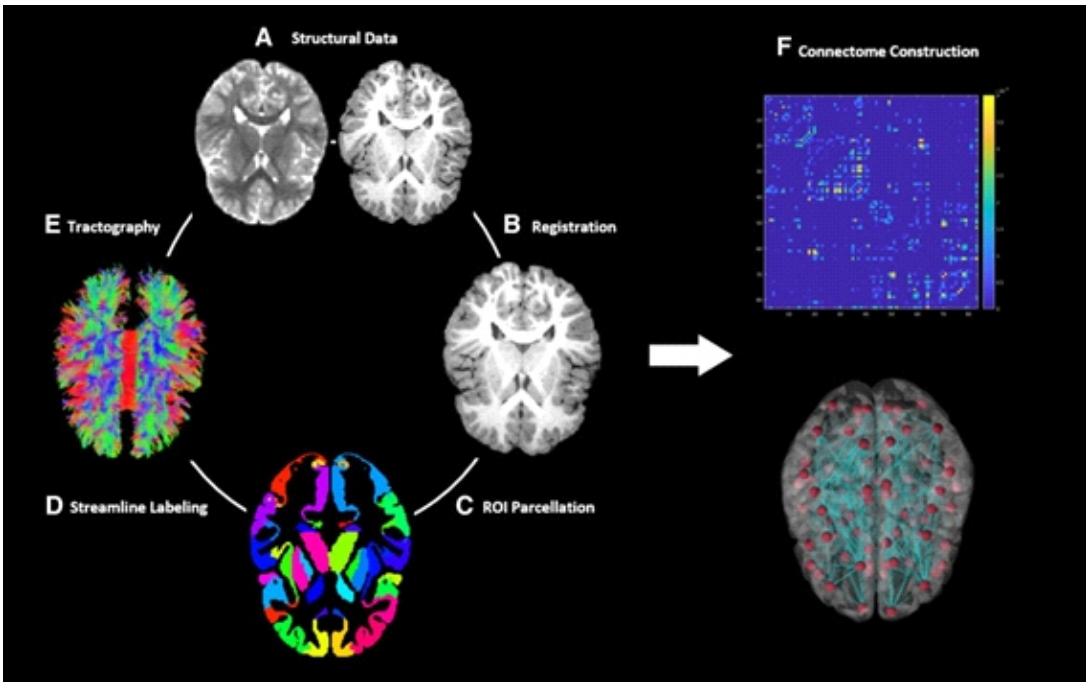 A Structural Data
F Connectome Construction
E Tractography
B Registration
D Streamline Labeling
C ROI Parcellation